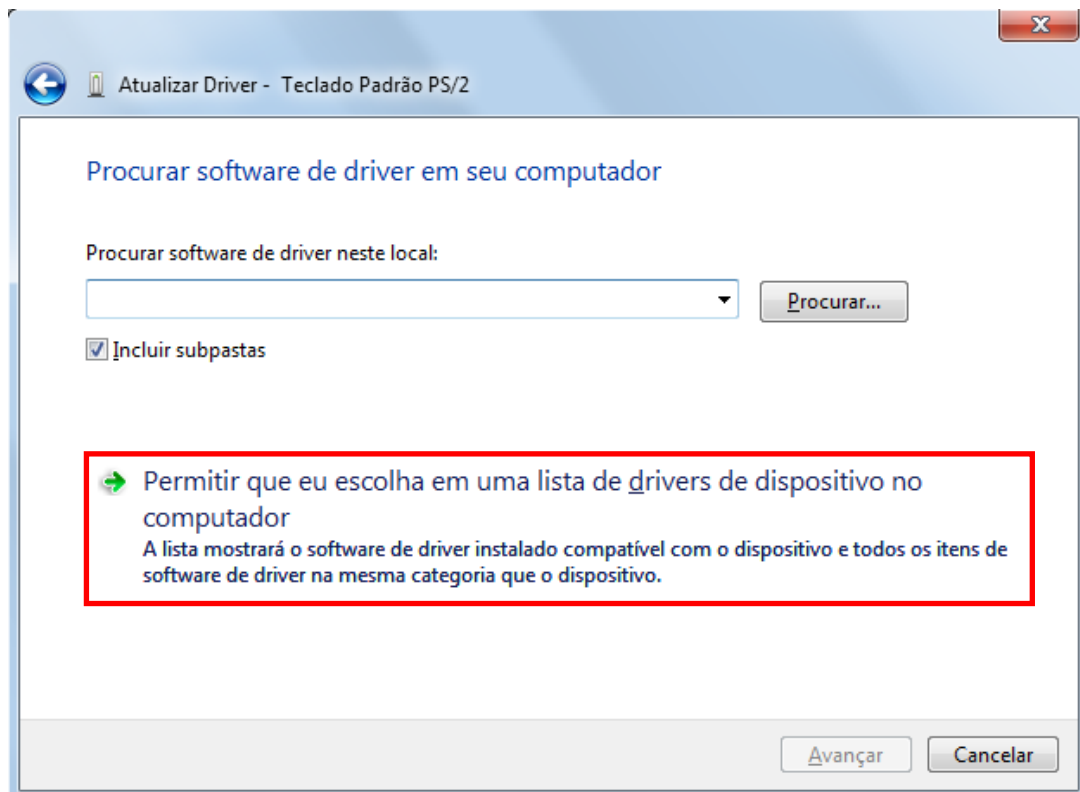 X
Atualizar Driver - Teclado Padrão PS/2
Procurar software de driver em seu computador
Procurar software de driver neste local:
Procurar...
Incluir subpastas
Permitir que eu escolha em uma lista de drivers de dispositivo no
computador
A lista mostrará o software de driver instalado compatível com o dispositivo e todos os itens de
software de driver na mesma categoria que o dispositivo.
Avançar
Cancelar